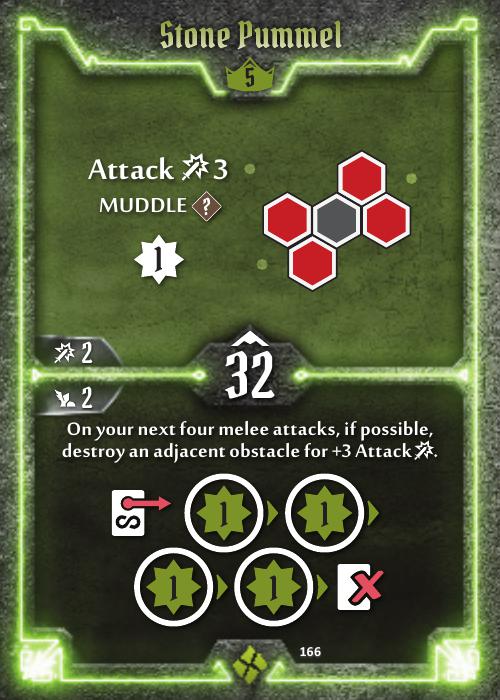 Stone Pummel
5
Attack 3
MUDDLE ?
1
2
32
2
On your next four melee attacks, if possible,
destroy an adjacent obstacle for +3 Attack .
S 1 1
1 1
166